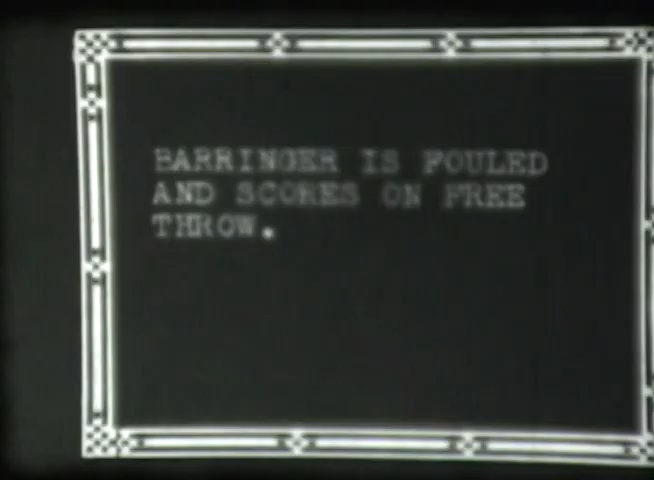 BARRINGER IS FOULED
AND SCORES ON FREE
THROW.